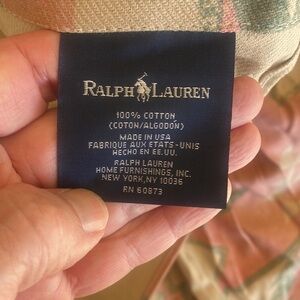 RALPH LAUREN
100% COTTON
(COTON/ALGODÓN)
MADE IN USA
FABRIQUE AUX ETATS-UNIS
HECHO EN EE.UU.
RALPH LAUREN
HOME FURNISHINGS, INC.
NEW YORK, NY 10036
RN 60873